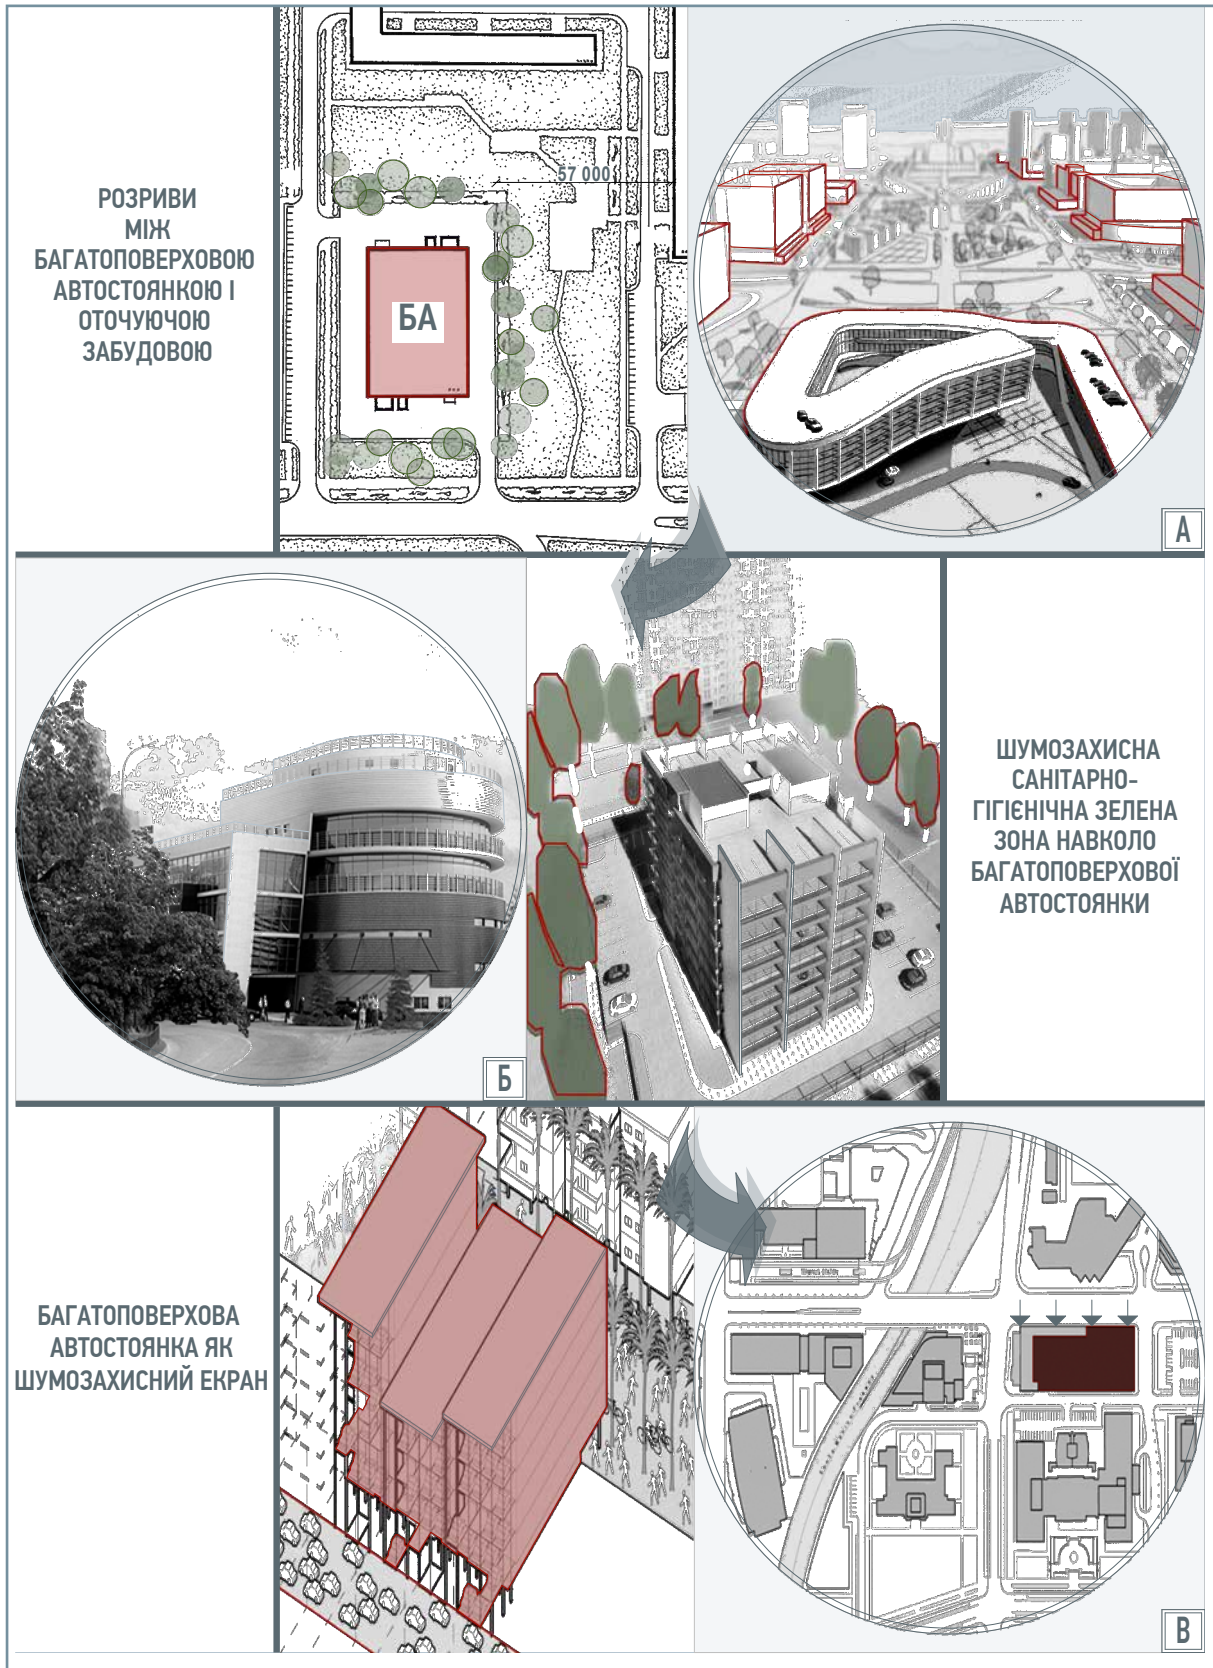 РОЗРИВИ
МІЖ
БАГАТОПОВЕРХОВОЮ
АВТОСТОЯНКОЮ І
ОТОЧУЮЧОЮ
ЗАБУДОВОЮ
57 000
БА
А
Б
ШУМОЗАХИСНА
САНІТАРНО-
ГІГІЄНІЧНА ЗЕЛЕНА
ЗОНА НАВКОЛО
БАГАТОПОВЕРХОВОЇ
АВТОСТОЯНКИ
БАГАТОПОВЕРХОВА
АВТОСТОЯНКА ЯК
ШУМОЗАХИСНИЙ ЕКРАН
В